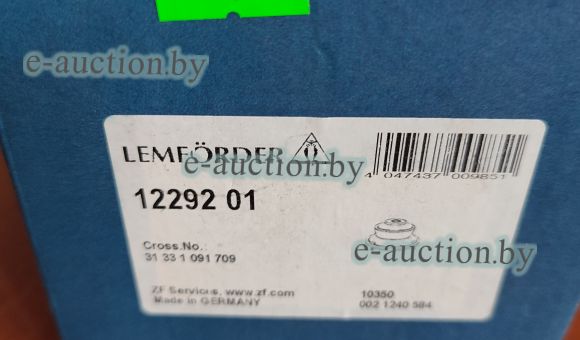 e-auction.by
LEMFÖRDER
e-auction.by
4 047437 009851
12292 01
e-auction.by
Cross.No.:
31 33 1 091 709
ZF Services, www.zf.com
Made in GERMANY
10350
002 1240 584